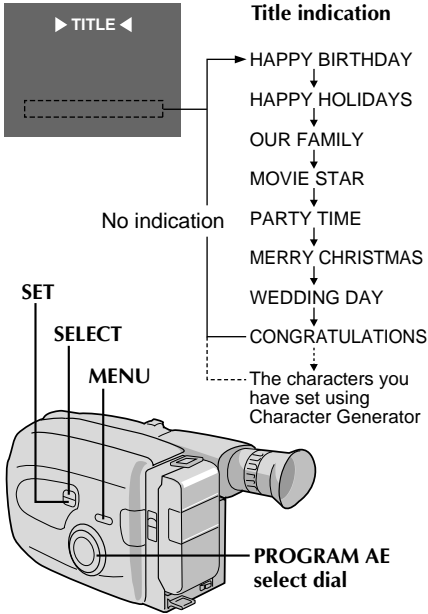 ▶ TITLE ◀
Title indication
HAPPY BIRTHDAY
HAPPY HOLIDAYS
OUR FAMILY
MOVIE STAR
PARTY TIME
MERRY CHRISTMAS
WEDDING DAY
CONGRATULATIONS
The characters you
have set using
Character Generator
No indication
SET
SELECT
MENU
PROGRAM AE
select dial